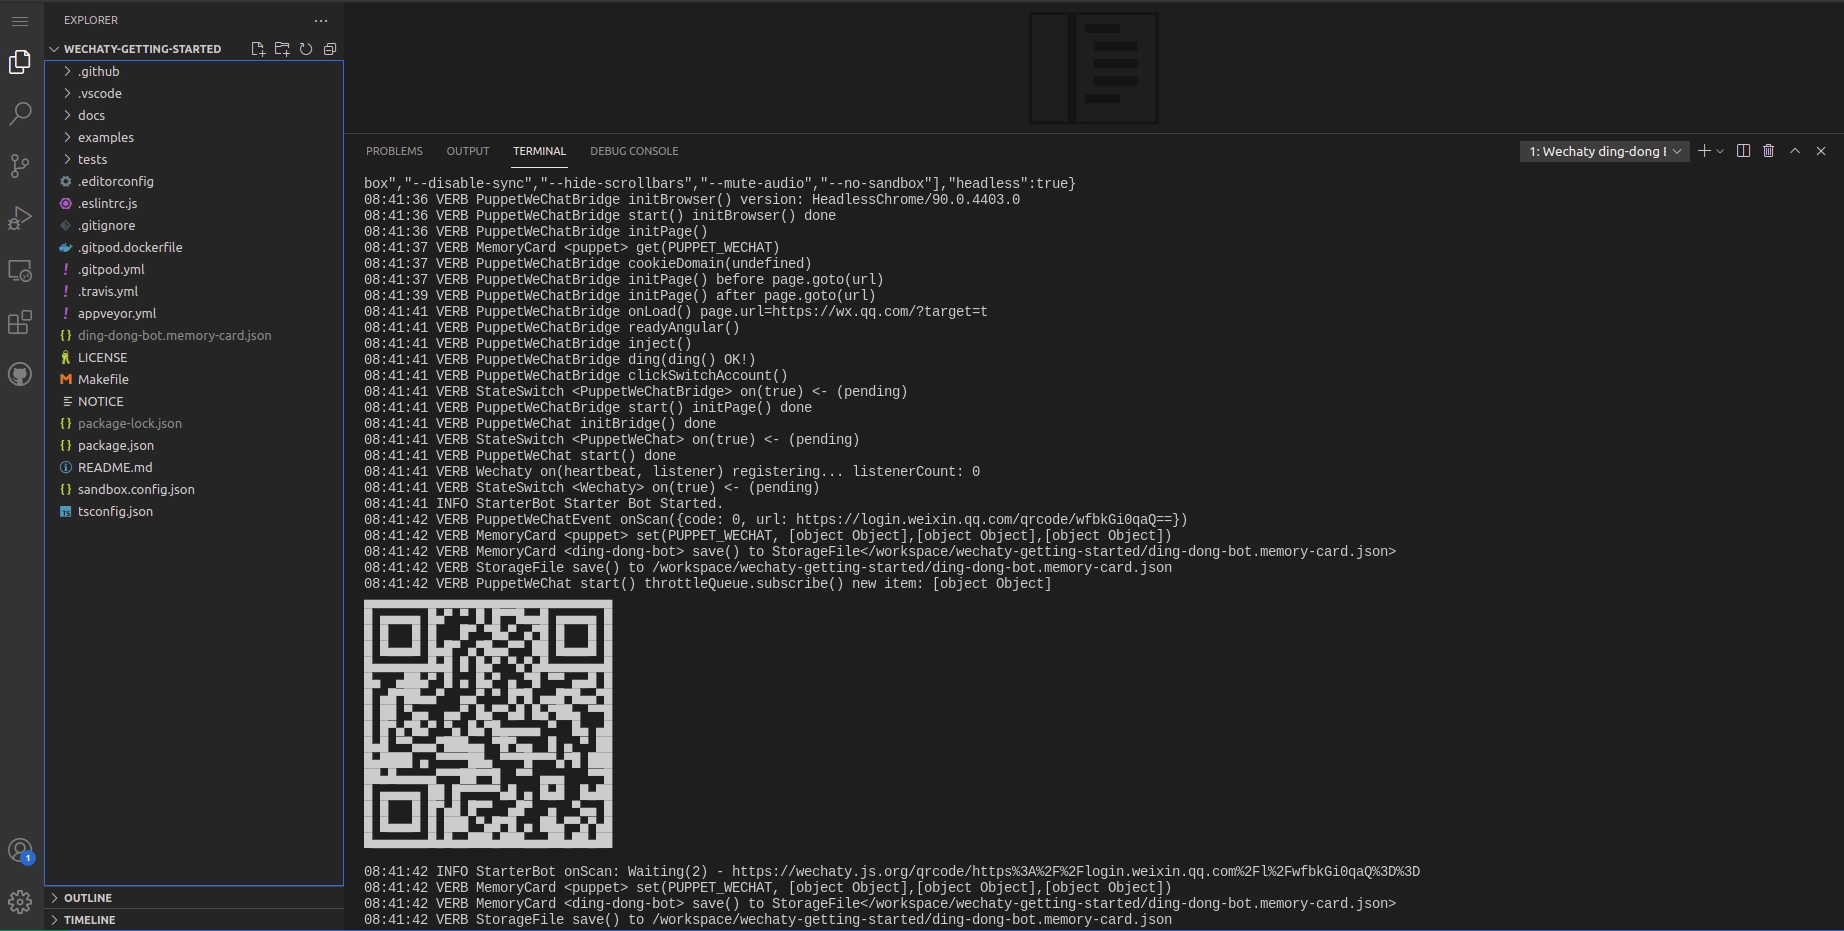 EXPLORER
WECHATY-GETTING-STARTED
.github
.vscode
docs
examples
tests
.editorconfig
.eslintrc.js
.gitignore
.gitpod.dockerfile
.gitpod.yml
.travis.yml
appveyor.yml
ding-dong-bot.memory-card.json
LICENSE
Makefile
NOTICE
package-lock.json
package.json
README.md
sandbox.config.json
tsconfig.json
OUTLINE
TIMELINE
1
PROBLEMS OUTPUT TERMINAL DEBUG CONSOLE
1: Wechaty ding-dong
box","--disable-sync","--hide-scrollbars","--mute-audio","--no-sandbox"],"headless":true}
08:41:36 VERB PuppetWeChatBridge initBrowser() version: HeadlessChrome/90.0.4403.0
08:41:36 VERB PuppetWeChatBridge start() initBrowser() done
08:41:36 VERB PuppetWeChatBridge initPage()
08:41:37 VERB MemoryCard <puppet> get(PUPPET_WECHAT)
08:41:37 VERB PuppetWeChatBridge cookieDomain(undefined)
08:41:37 VERB PuppetWeChatBridge initPage() before page.goto(url)
08:41:39 VERB PuppetWeChatBridge initPage() after page.goto(url)
08:41:41 VERB PuppetWeChatBridge onLoad() page.url=https://wx.qq.com/?target=t
08:41:41 VERB PuppetWeChatBridge readyAngular()
08:41:41 VERB PuppetWeChatBridge inject()
08:41:41 VERB PuppetWeChatBridge ding(ding() OK!)
08:41:41 VERB PuppetWeChatBridge clickSwitchAccount()
08:41:41 VERB StateSwitch <PuppetWeChatBridge> on(true) <- (pending)
08:41:41 VERB PuppetWeChatBridge start() initPage() done
08:41:41 VERB PuppetWeChat initBridge() done
08:41:41 VERB StateSwitch <PuppetWeChat> on(true) <- (pending)
08:41:41 VERB PuppetWeChat start() done
08:41:41 VERB Wechaty on(heartbeat, listener) registering... listenerCount: 0
08:41:41 VERB StateSwitch <Wechaty> on(true) <- (pending)
08:41:41 INFO StarterBot Starter Bot Started.
08:41:42 VERB PuppetWeChatEvent onScan({code: 0, url: https://login.weixin.qq.com/qrcode/wfbkGi0qaQ==})
08:41:42 VERB MemoryCard <puppet> set(PUPPET_WECHAT, [object Object],[object Object],[object Object])
08:41:42 VERB MemoryCard <ding-dong-bot> save() to StorageFile</workspace/wechaty-getting-started/ding-dong-bot.memory-card.json>
08:41:42 VERB StorageFile save() to /workspace/wechaty-getting-started/ding-dong-bot.memory-card.json
08:41:42 VERB PuppetWeChat start() throttleQueue.subscribe() new item: [object Object]
08:41:42 INFO StarterBot onScan: Waiting(2) - https://wechaty.js.org/qrcode/https%3A%2F%2Flogin.weixin.qq.com%2Fl%2FwfbkGi0qaQ%3D%3D
08:41:42 VERB MemoryCard <puppet> set(PUPPET_WECHAT, [object Object],[object Object],[object Object])
08:41:42 VERB MemoryCard <ding-dong-bot> save() to StorageFile</workspace/wechaty-getting-started/ding-dong-bot.memory-card.json>
08:41:42 VERB StorageFile save() to /workspace/wechaty-getting-started/ding-dong-bot.memory-card.json